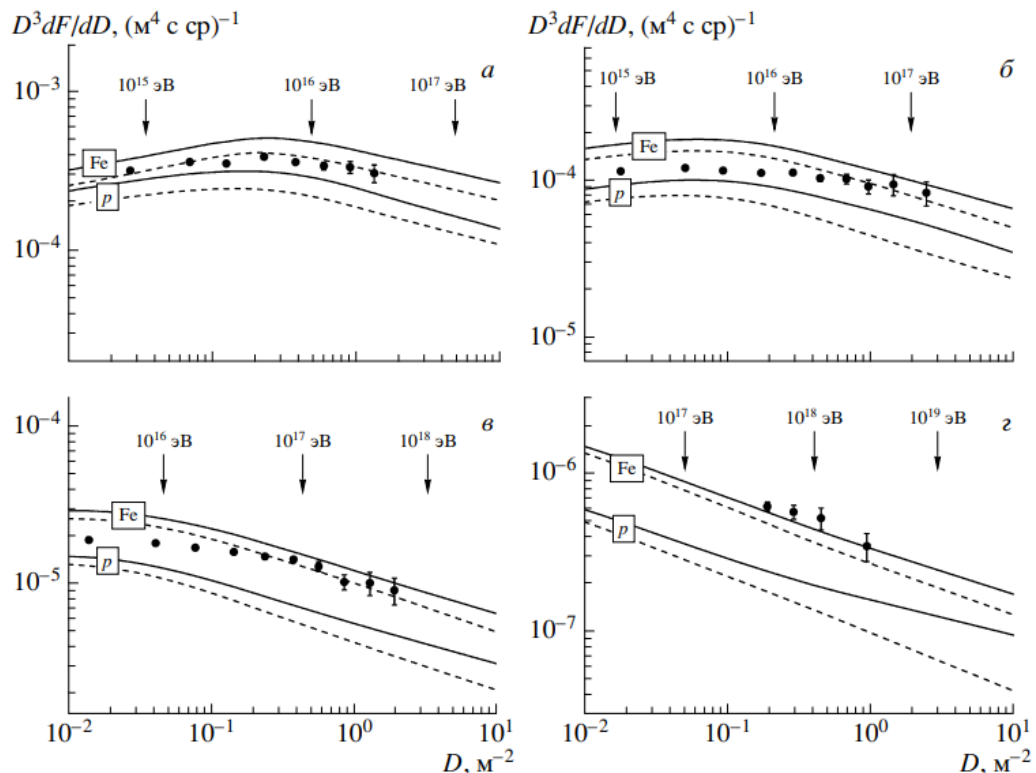 D³dF/dD, (м⁴ с ср)⁻¹
10⁻³
10⁻⁴
10¹⁵ эВ
10¹⁶ эВ
10¹⁷ эВ
а
Fe
p
D³dF/dD, (м⁴ с ср)⁻¹
10⁻⁴
10⁻⁵
10¹⁵ эВ
10¹⁶ эВ
10¹⁷ эВ
б
Fe
p
10⁻⁴
10⁻⁵
10¹⁶ эВ
10¹⁷ эВ
10¹⁸ эВ
в
Fe
p
10⁻² 10⁻¹ 10⁰ 10¹
D, м⁻²
10⁻⁶
10⁻⁷
10¹⁷ эВ
10¹⁸ эВ
10¹⁹ эВ
г
Fe
p
10⁻² 10⁻¹ 10⁰ 10¹
D, м⁻²